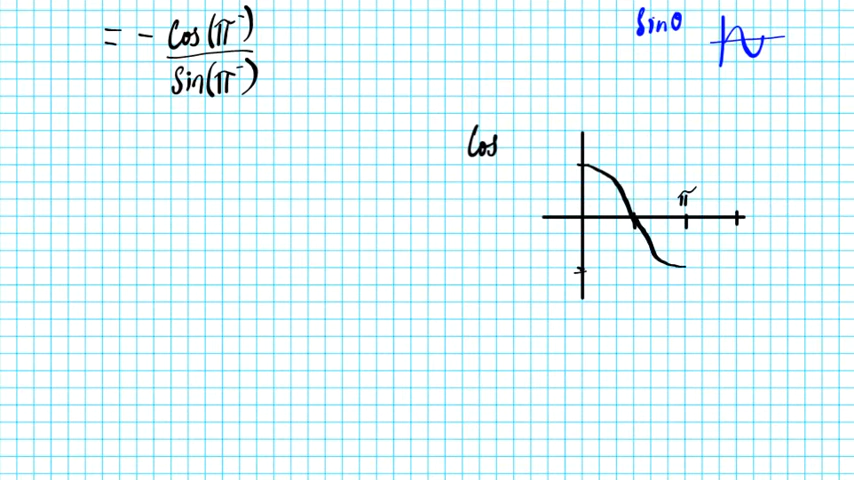 = - Cos(π⁻)
Sin(π⁻)
Sinθ
Cos
π